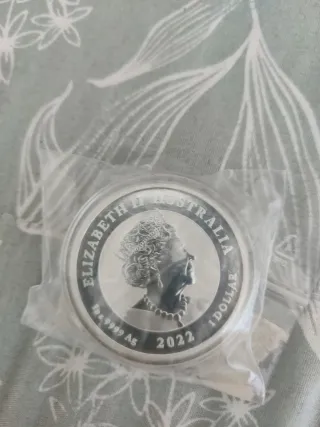 ELIZABETH II AUSTRALIA
1oz 9999 Ag 2022 1 DOLLAR